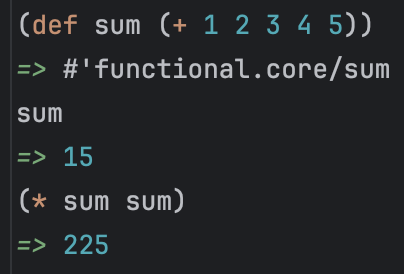 (def sum (+ 1 2 3 4 5))
=> #'functional.core/sum
sum
=> 15
(* sum sum)
=> 225